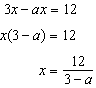 3x − ax = 12
x(3 − a) = 12
x = 12/(3 − a)